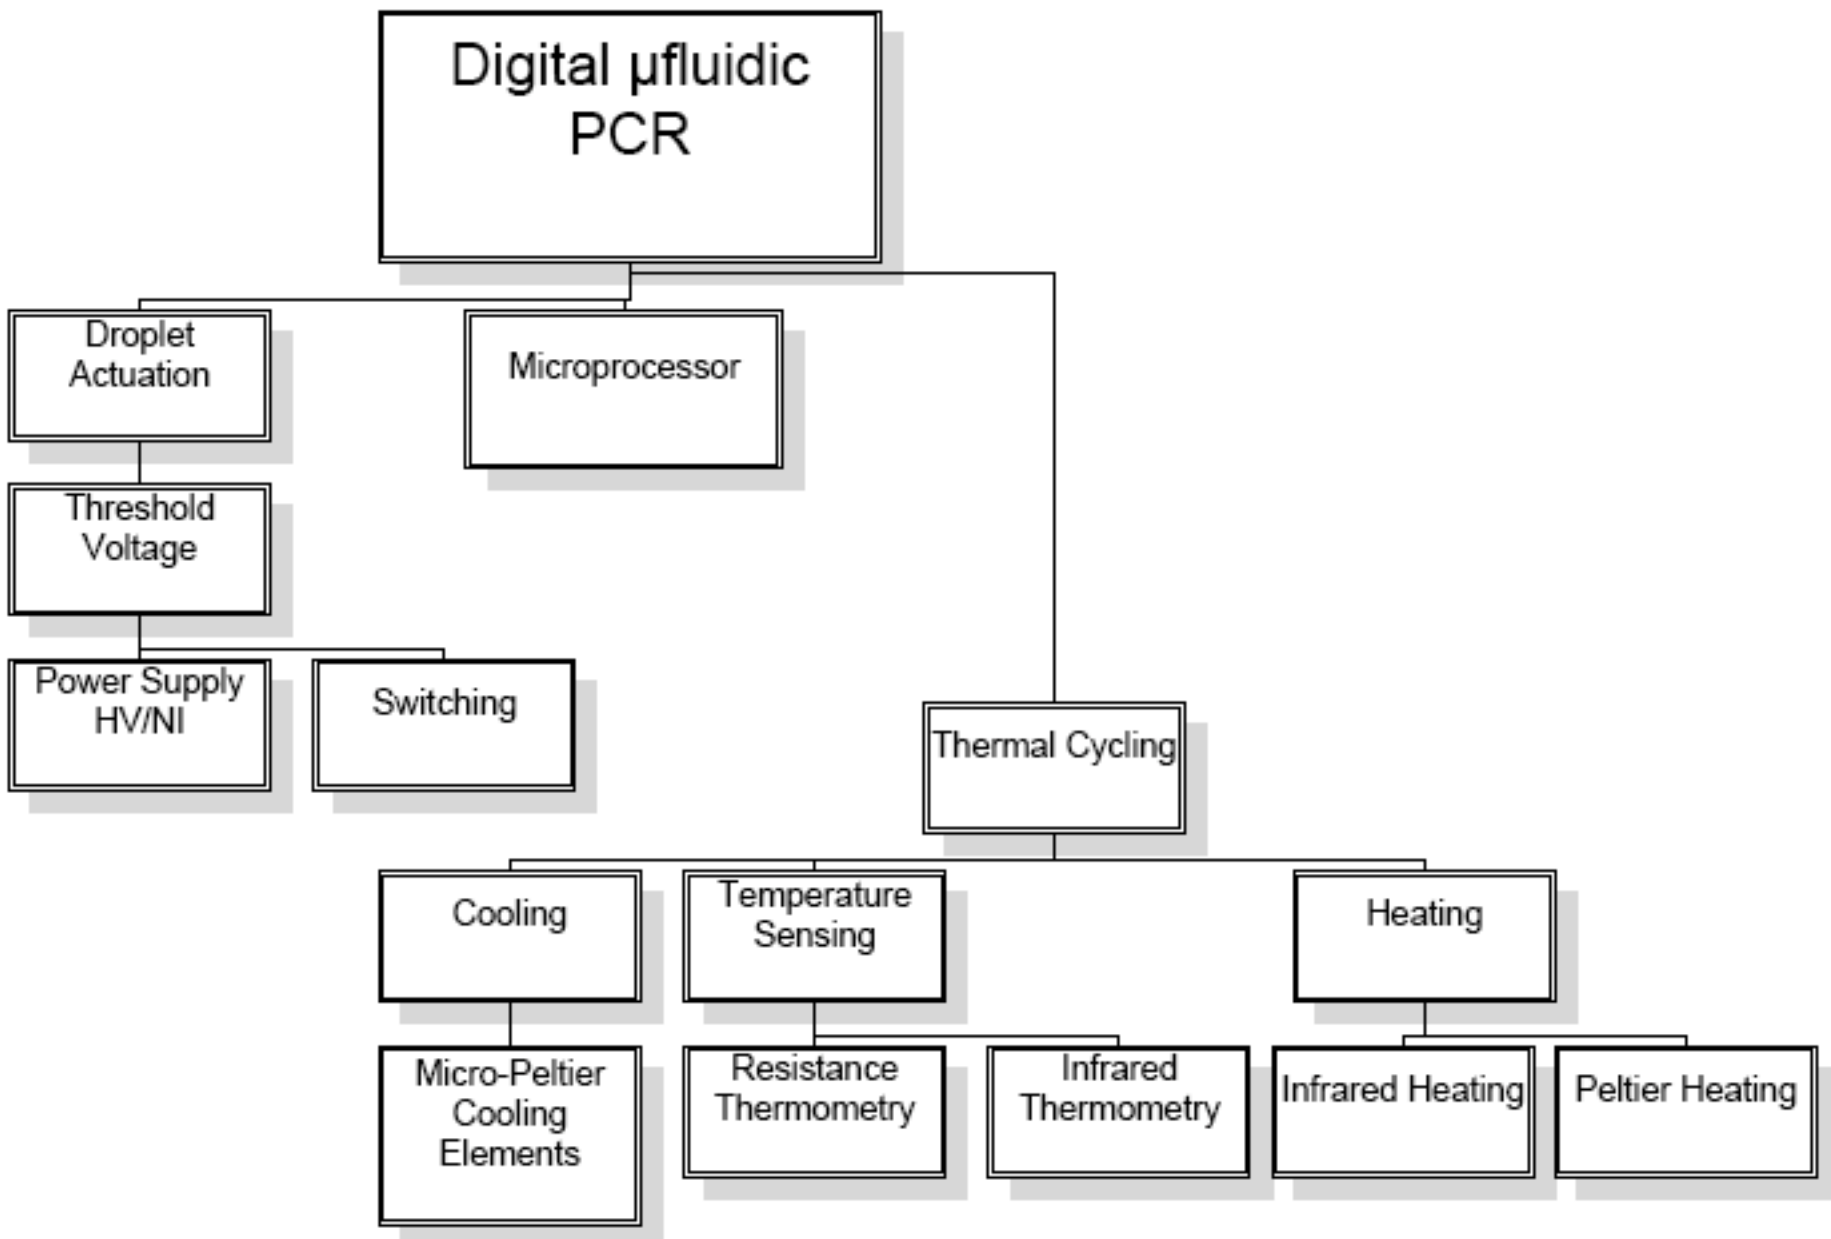 Digital µfluidic
PCR
Droplet
Actuation
Microprocessor
Threshold
Voltage
Power Supply
HV/NI
Switching
Thermal Cycling
Cooling
Temperature
Sensing
Heating
Micro-Peltier
Cooling
Elements
Resistance
Thermometry
Infrared
Thermometry
Infrared Heating
Peltier Heating